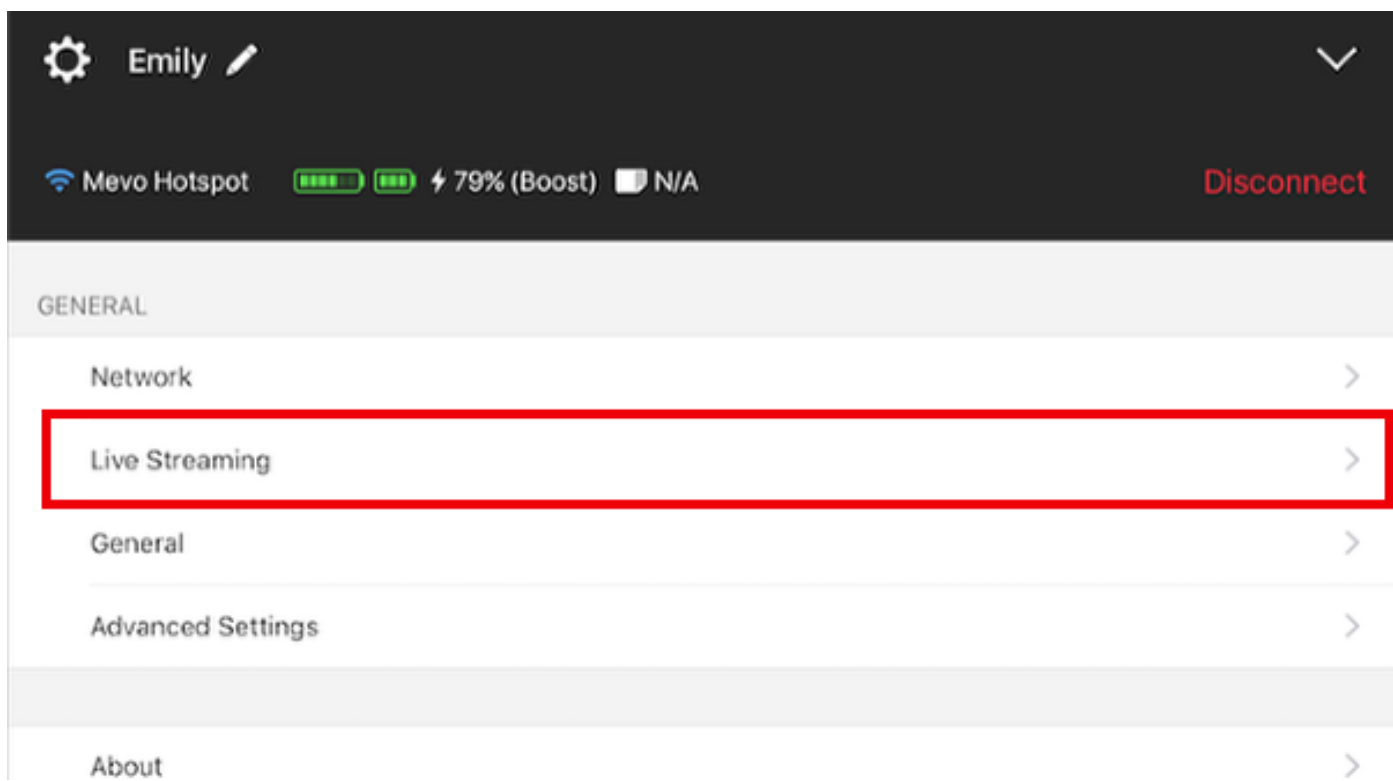 Emily
Mevo Hotspot 79% (Boost) N/A Disconnect
GENERAL
Network
Live Streaming
General
Advanced Settings
About